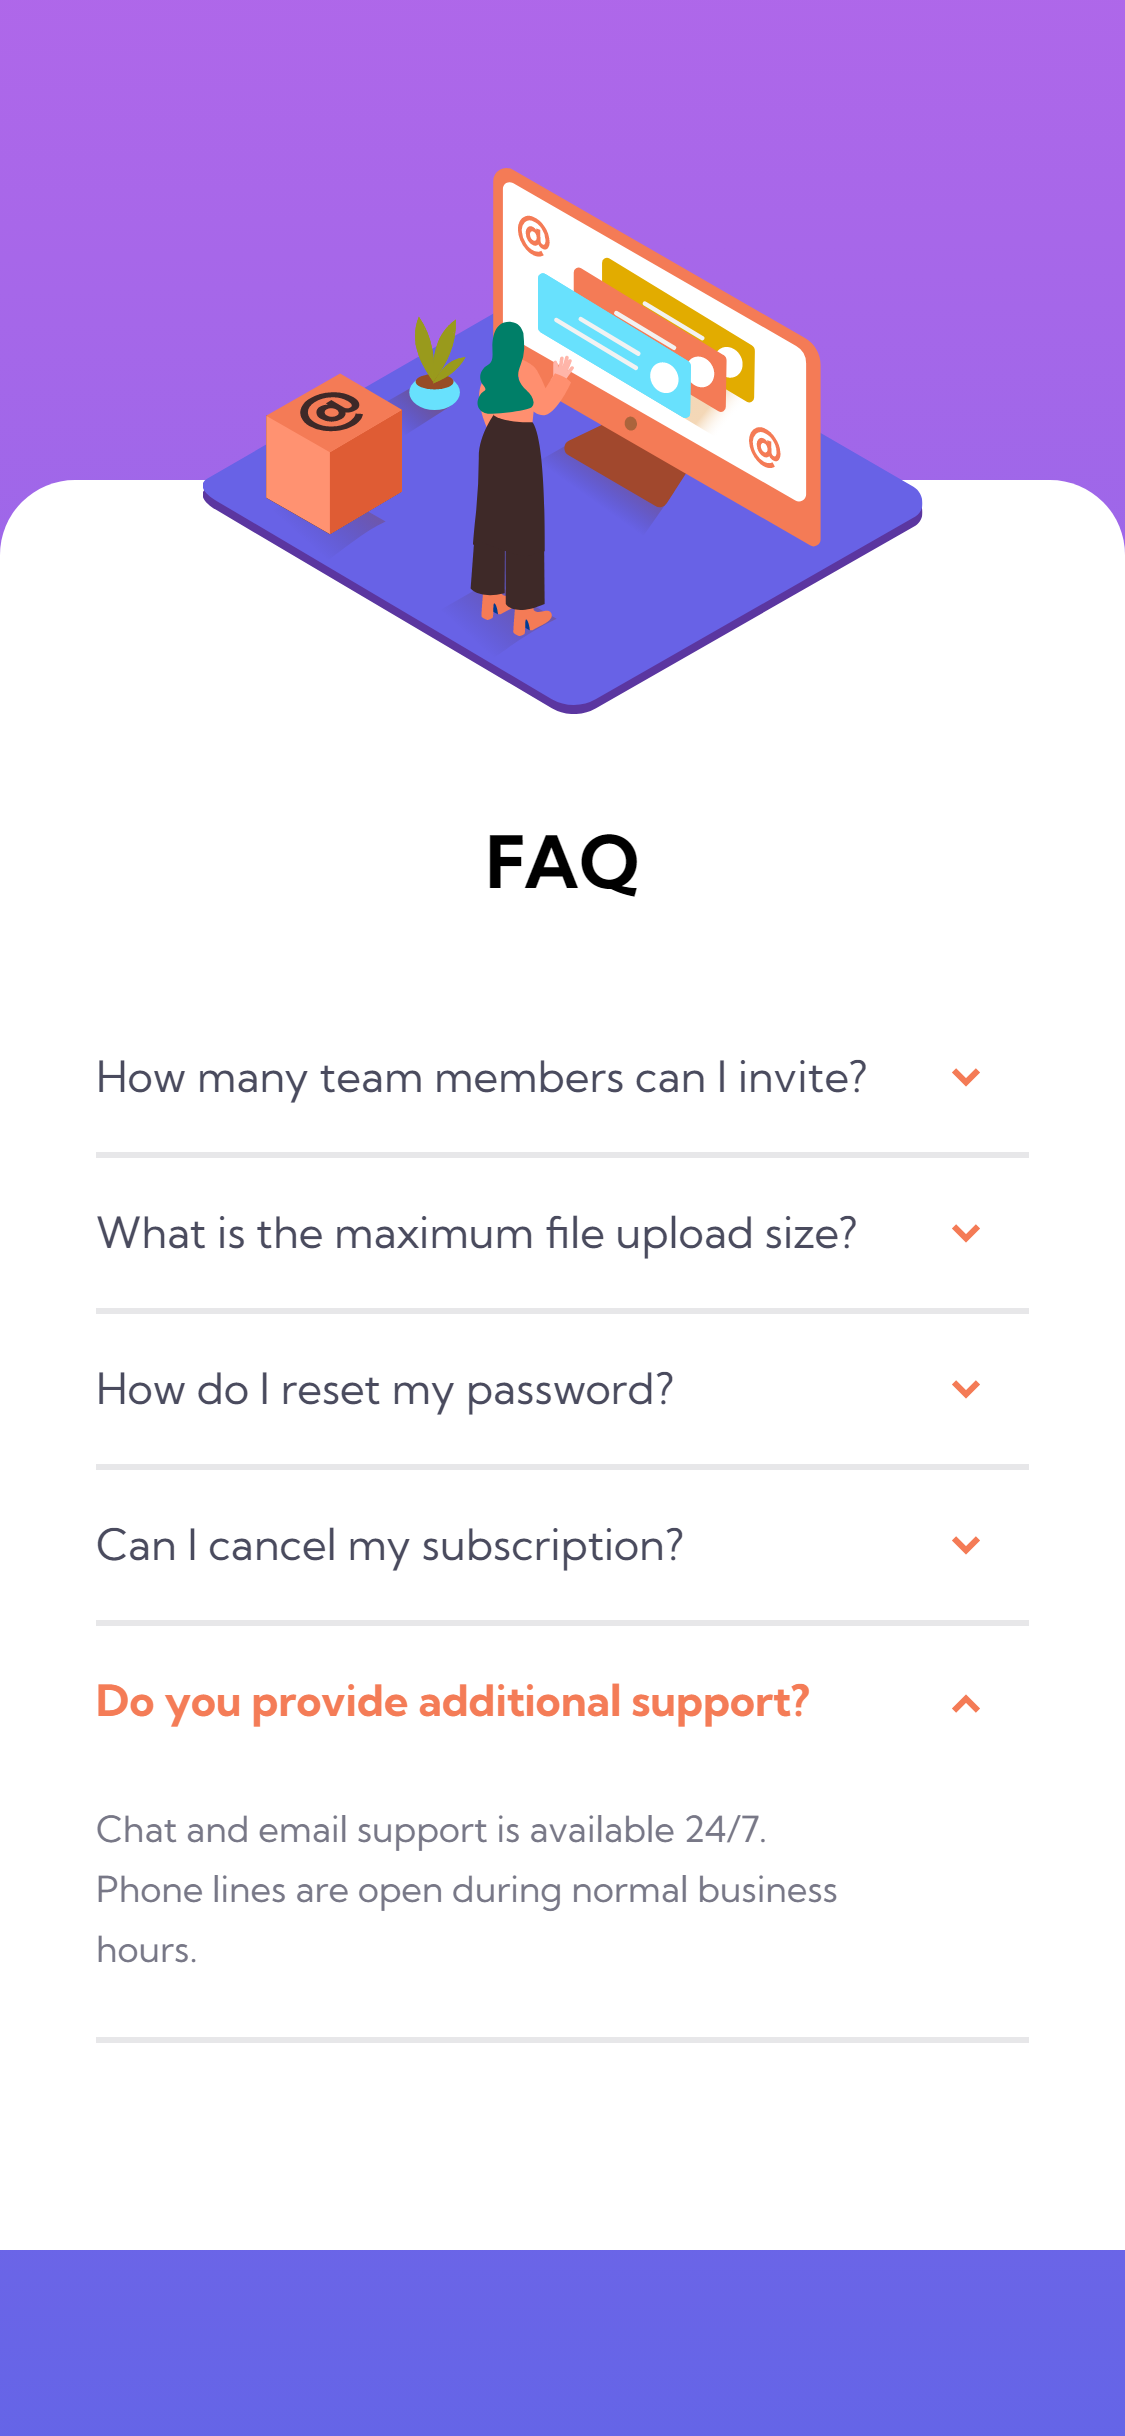 @
@
@
FAQ
How many team members can I invite?
What is the maximum file upload size?
How do I reset my password?
Can I cancel my subscription?
Do you provide additional support?
Chat and email support is available 24/7.
Phone lines are open during normal business
hours.